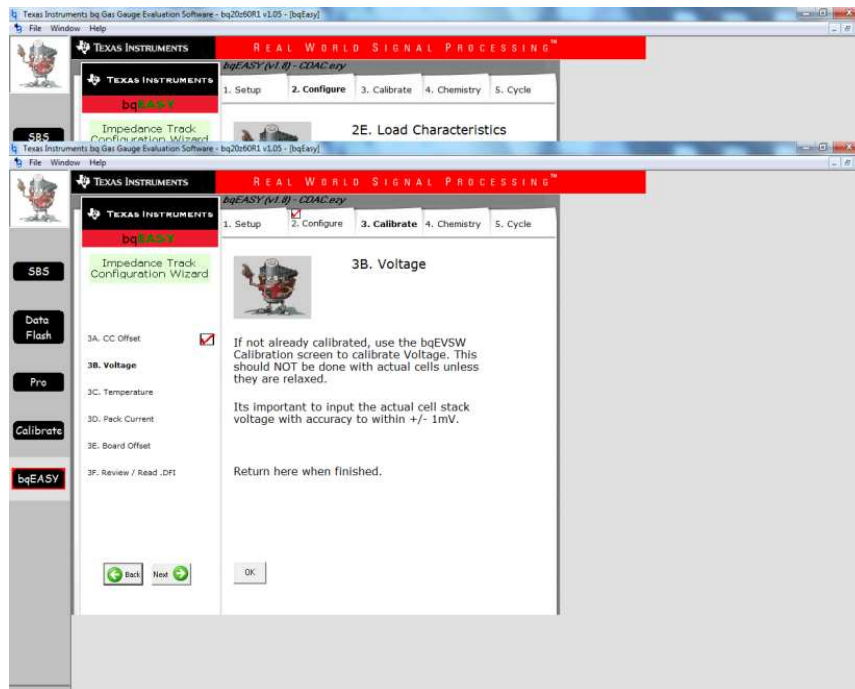 Texas Instruments bq Gas Gauge Evaluation Software - bq20z60R1 v1.05 - [bqEasy]
File Window Help
TEXAS INSTRUMENTS REAL WORLD SIGNAL PROCESSING™
bqEASY (v1.8) - CDAC.ezy
TEXAS INSTRUMENTS
1. Setup 2. Configure 3. Calibrate 4. Chemistry 5. Cycle
bqEASY
Impedance Track
Configuration Wizard
2E. Load Characteristics
SBS
Texas Instruments bq Gas Gauge Evaluation Software - bq20z60R1 v1.05 - [bqEasy]
File Window Help
TEXAS INSTRUMENTS REAL WORLD SIGNAL PROCESSING™
bqEASY (v1.8) - CDAC.ezy
TEXAS INSTRUMENTS
1. Setup 2. Configure 3. Calibrate 4. Chemistry 5. Cycle
bqEASY
Impedance Track
Configuration Wizard
3B. Voltage
SBS
Data
Flash
Pro
Calibrate
bqEASY
3A. CC Offset
3B. Voltage
3C. Temperature
3D. Pack Current
3E. Board Offset
3F. Review / Read .DFI
If not already calibrated, use the bqEVSW
Calibration screen to calibrate Voltage. This
should NOT be done with actual cells unless
they are relaxed.
Its important to input the actual cell stack
voltage with accuracy to within +/- 1mV.
Return here when finished.
Back Next
OK